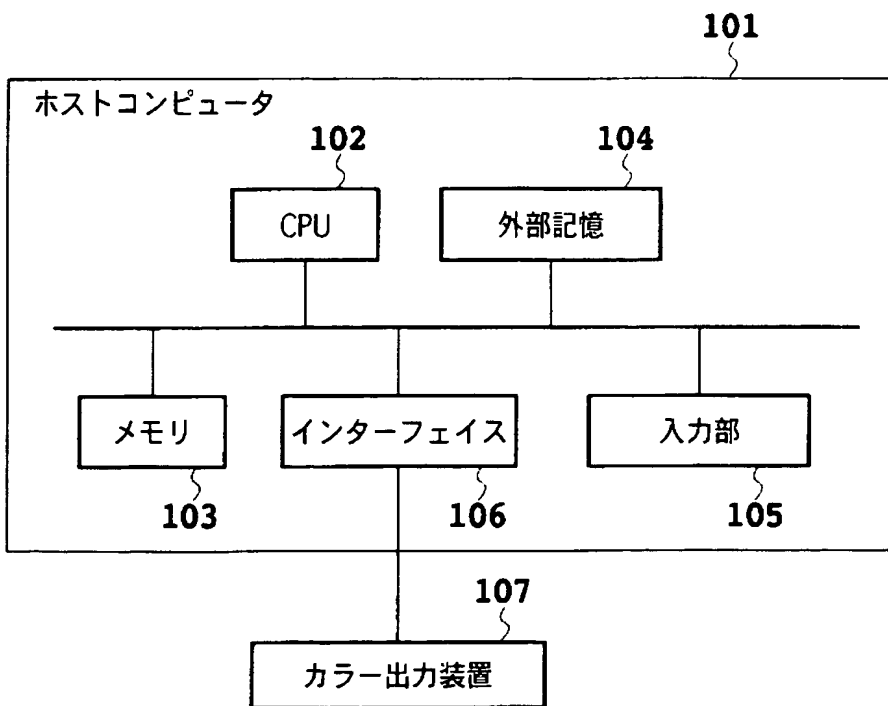 101
ホストコンピュータ
102
104
CPU
外部記憶
メモリ
インターフェイス
入力部
103
106
105
107
カラー出力装置